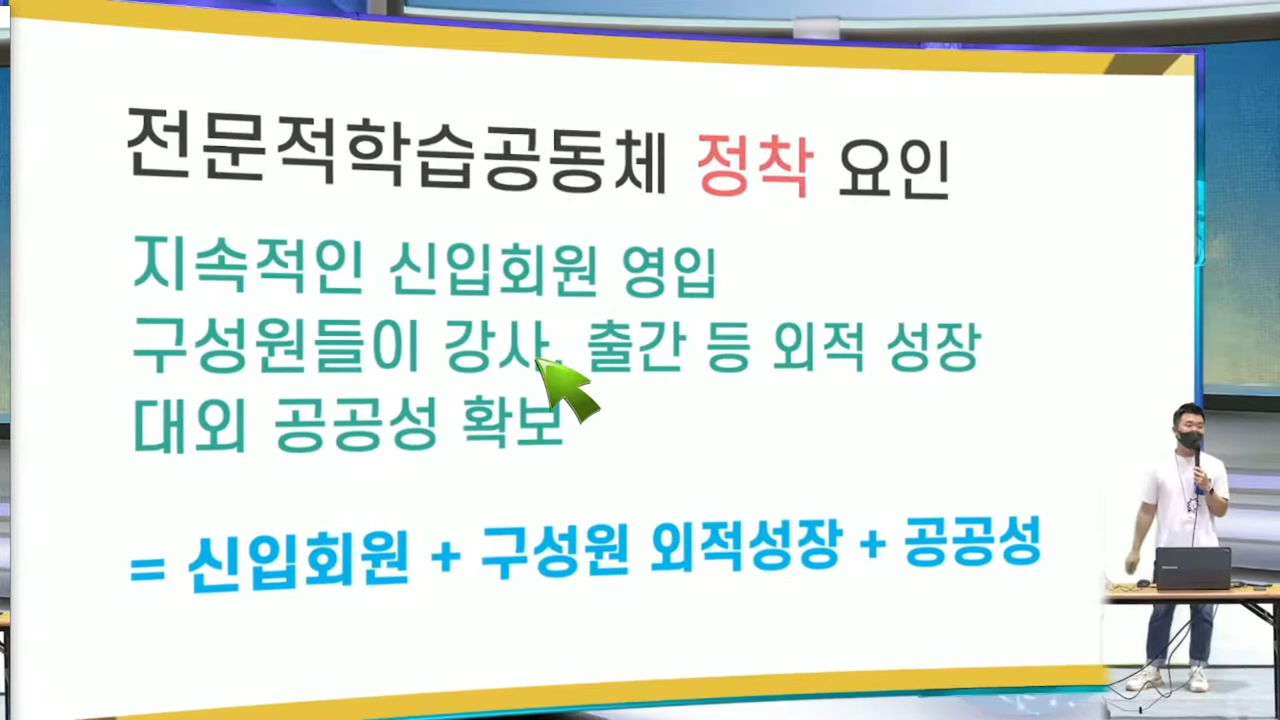 전문적학습공동체 정착 요인
지속적인 신입회원 영입
구성원들이 강사, 출간 등 외적 성장
대외 공공성 확보
= 신입회원 + 구성원 외적성장 + 공공성